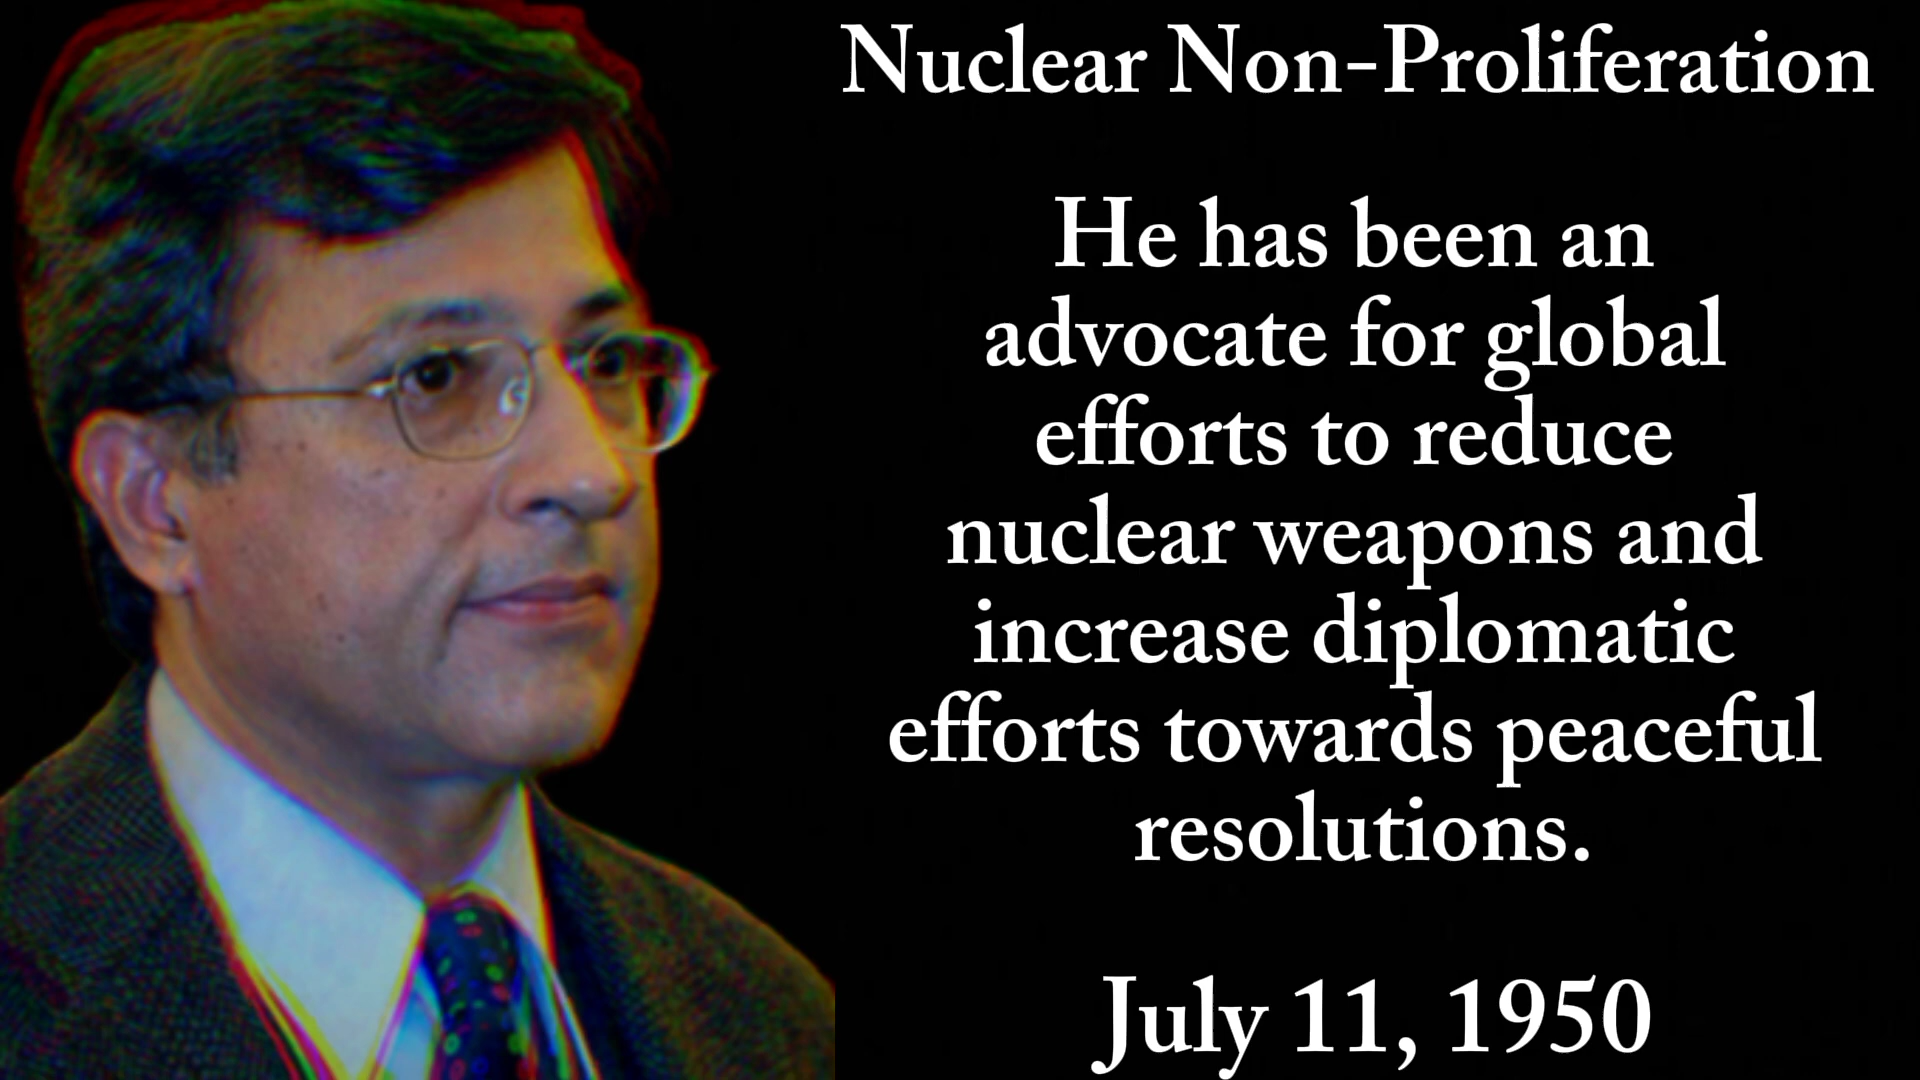 Nuclear Non-Proliferation
He has been an
advocate for global
efforts to reduce
nuclear weapons and
increase diplomatic
efforts towards peaceful
resolutions.
July 11, 1950